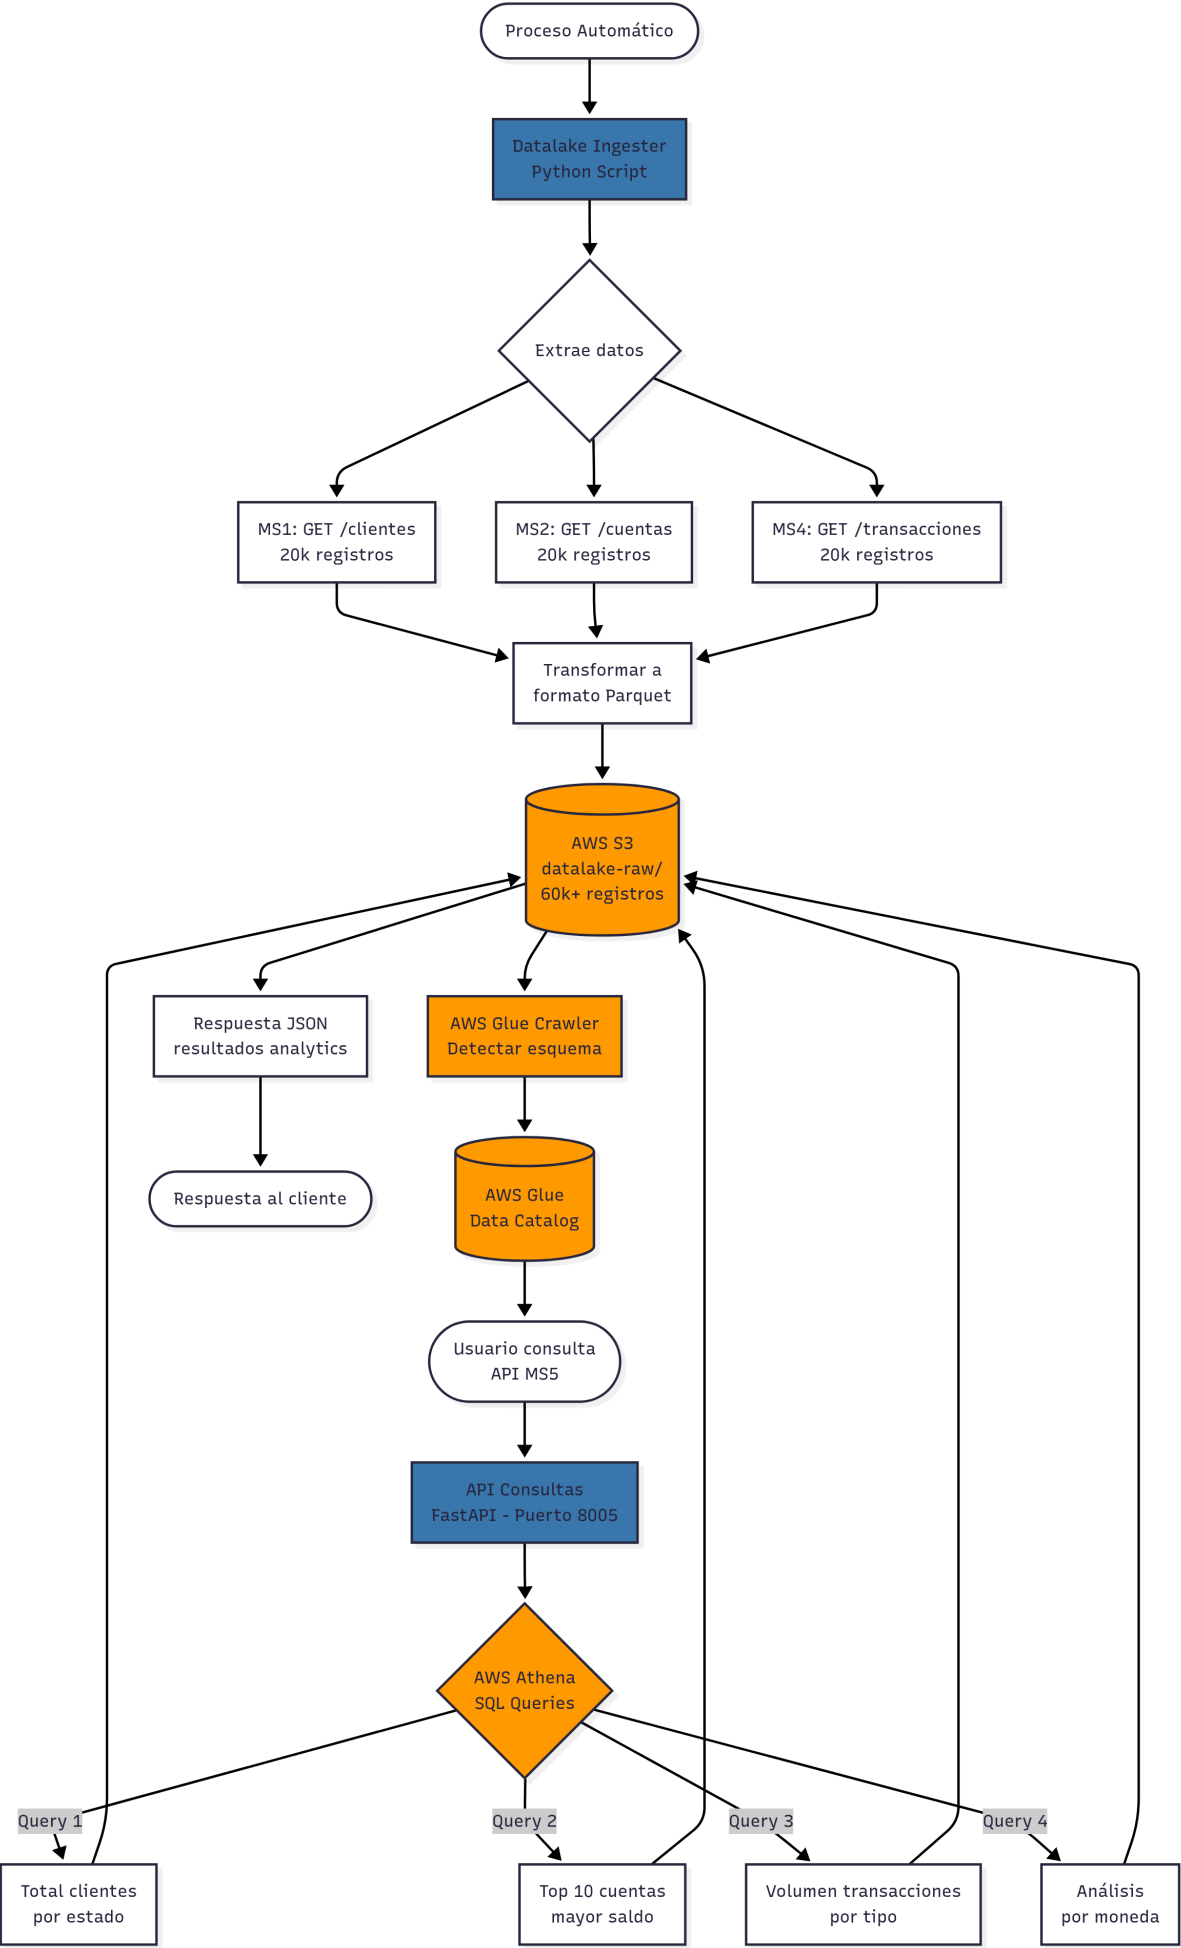 Proceso Automático
Datalake Ingester
Python Script
Extrae datos
MS1: GET /clientes
20k registros
MS2: GET /cuentas
20k registros
MS4: GET /transacciones
20k registros
Transformar a
formato Parquet
AWS S3
datalake-raw/
60k+ registros
Respuesta JSON
resultados analytics
AWS Glue Crawler
Detectar esquema
Respuesta al cliente
AWS Glue
Data Catalog
Usuario consulta
API MS5
API Consultas
FastAPI - Puerto 8005
AWS Athena
SQL Queries
Query 1
Query 2
Query 3
Query 4
Total clientes
por estado
Top 10 cuentas
mayor saldo
Volumen transacciones
por tipo
Análisis
por moneda